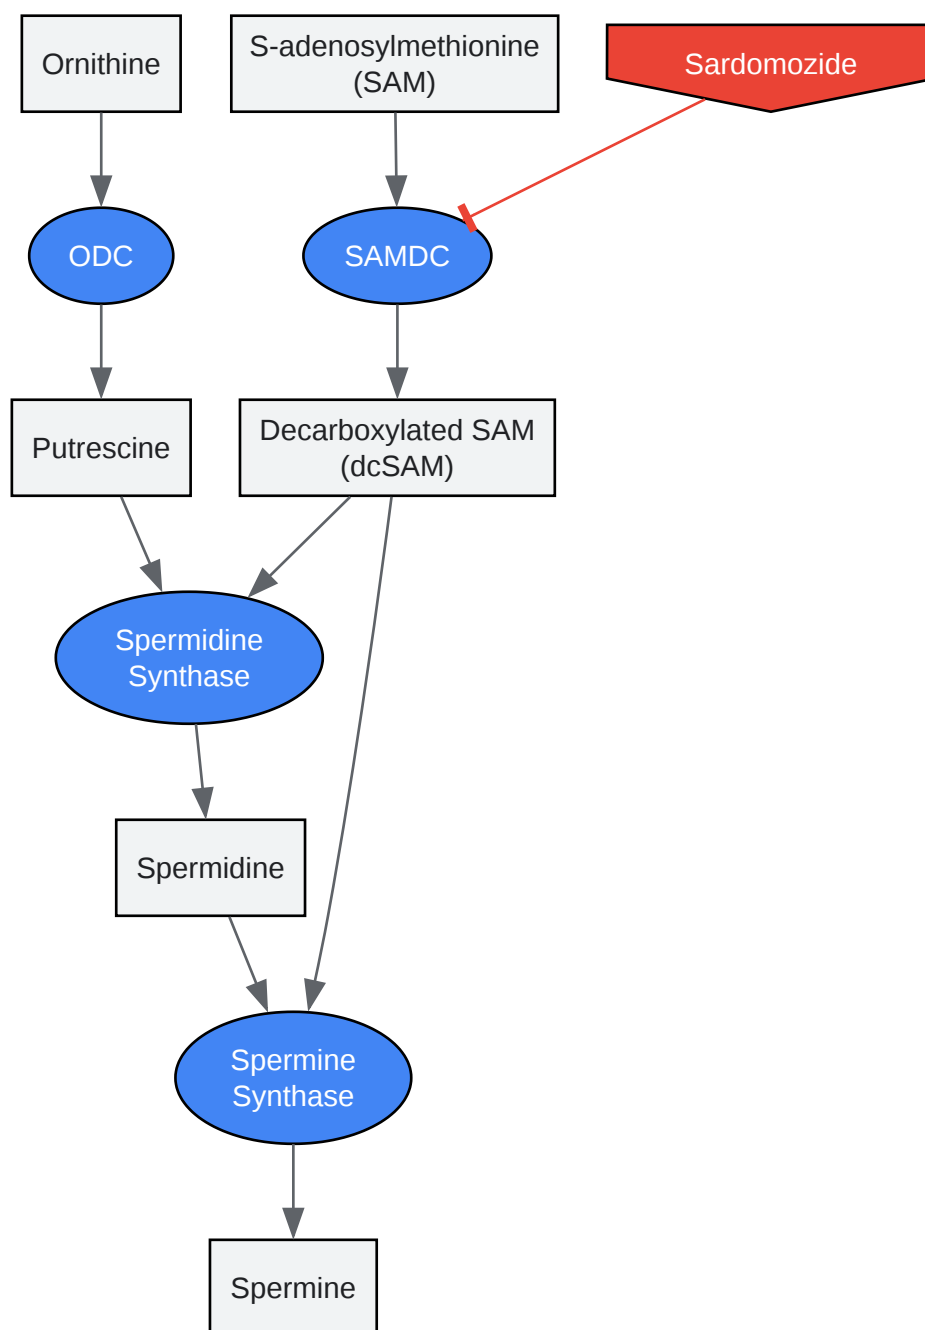 Ornithine
S-adenosylmethionine
(SAM)
Sardomozide
ODC
SAMDC
Putrescine
Decarboxylated SAM
(dcSAM)
Spermidine
Synthase
Spermidine
Spermine
Synthase
Spermine